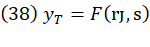 (38) y_T = F(rJ, s)